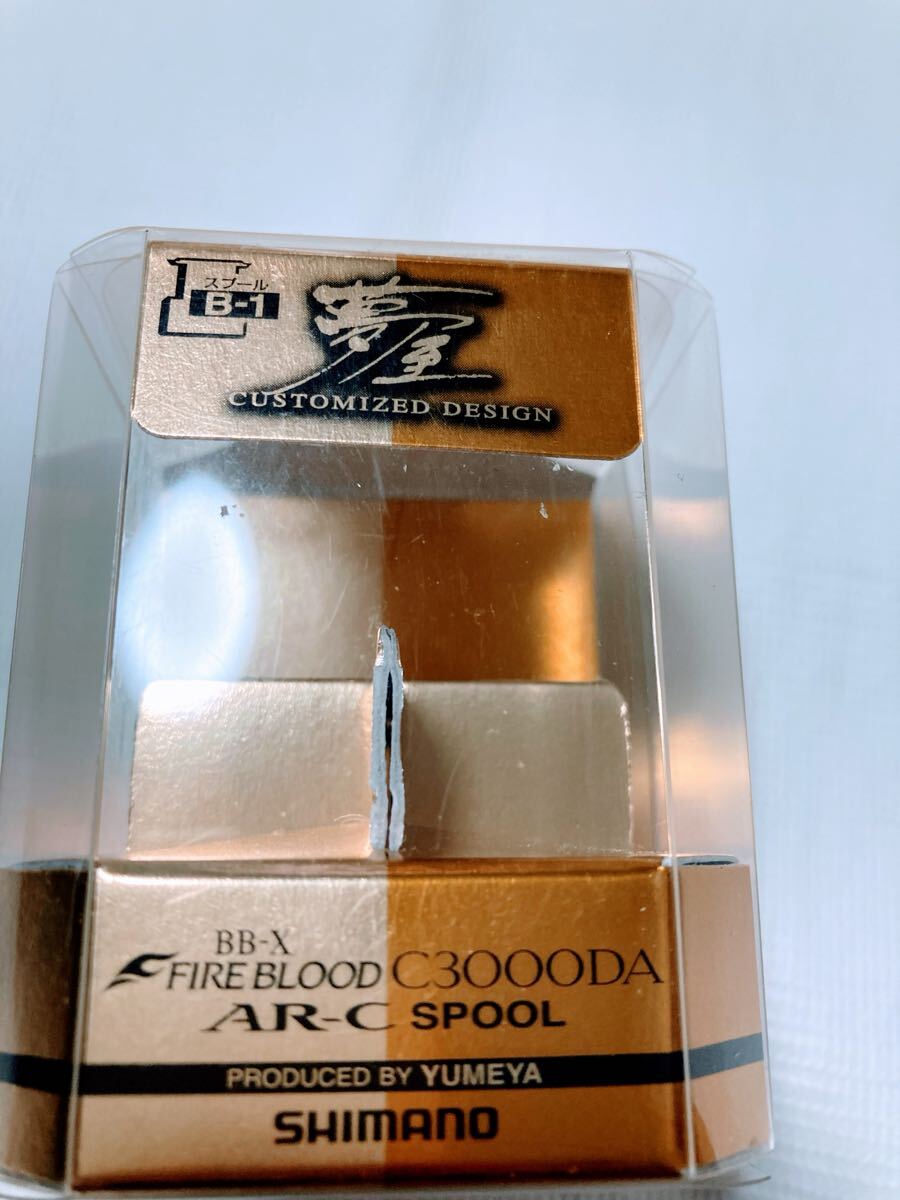 スプール
B-1
夢屋
CUSTOMIZED DESIGN
BB-X
FIRE BLOOD C3000DA
AR-C SPOOL
PRODUCED BY YUMEYA
SHIMANO